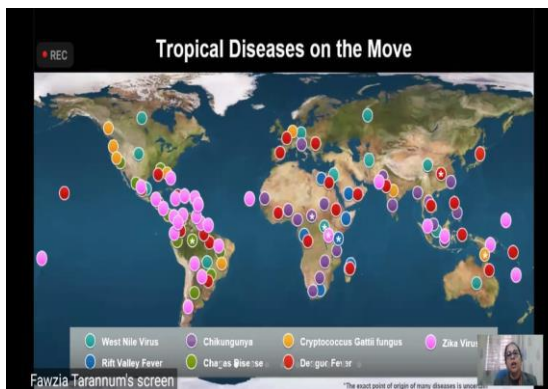 REC
Tropical Diseases on the Move
West Nile Virus Chikungunya Cryptococcus Gattii fungus Zika Virus
Rift Valley Fever Chagas Disease Dengue Fever
Fawzia Tarannum's screen
*The exact point of origin of many diseases is uncertain